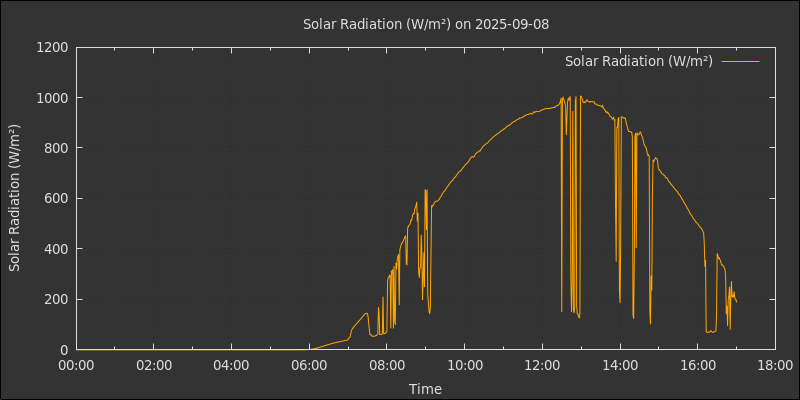 Solar Radiation (W/m²) on 2025-09-08
Solar Radiation (W/m²)
Solar Radiation (W/m²)
1200
1000
800
600
400
200
0
00:00 02:00 04:00 06:00 08:00 10:00 12:00 14:00 16:00 18:00
Time